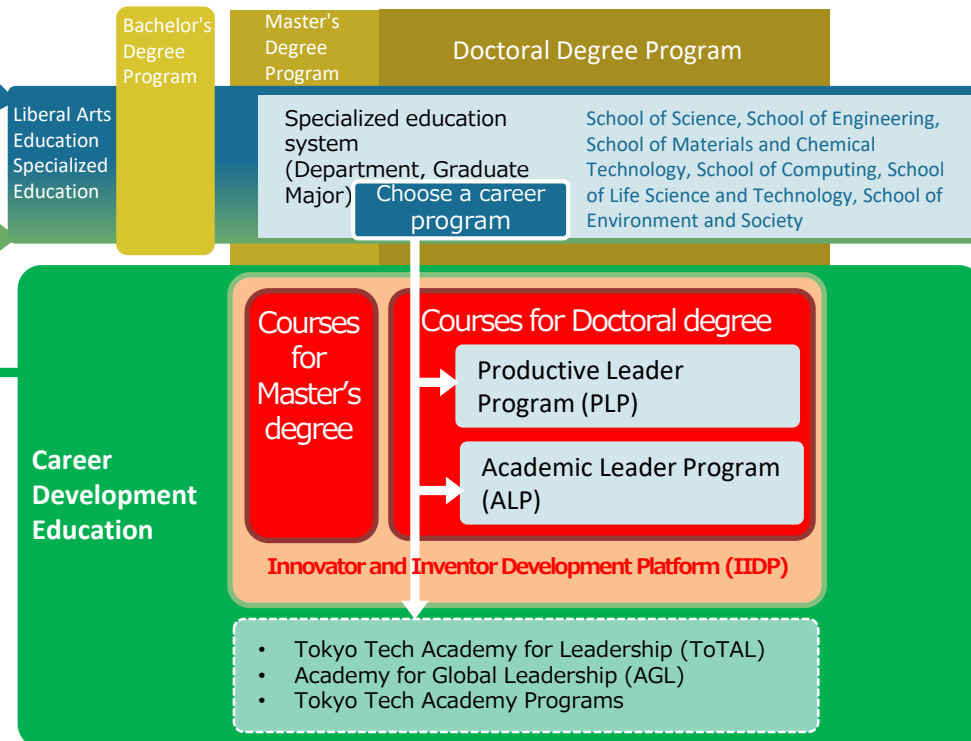 Bachelor's
Degree
Program
Master's
Degree
Program
Doctoral Degree Program
Liberal Arts
Education
Specialized
Education
Specialized education
system
(Department, Graduate
Major)
Choose a career
program
School of Science, School of Engineering,
School of Materials and Chemical
Technology, School of Computing, School
of Life Science and Technology, School of
Environment and Society
Courses
for
Master’s
degree
Courses for Doctoral degree
Productive Leader
Program (PLP)
Academic Leader Program
(ALP)
Career
Development
Education
Innovator and Inventor Development Platform (IIDP)
• Tokyo Tech Academy for Leadership (ToTAL)
• Academy for Global Leadership (AGL)
• Tokyo Tech Academy Programs